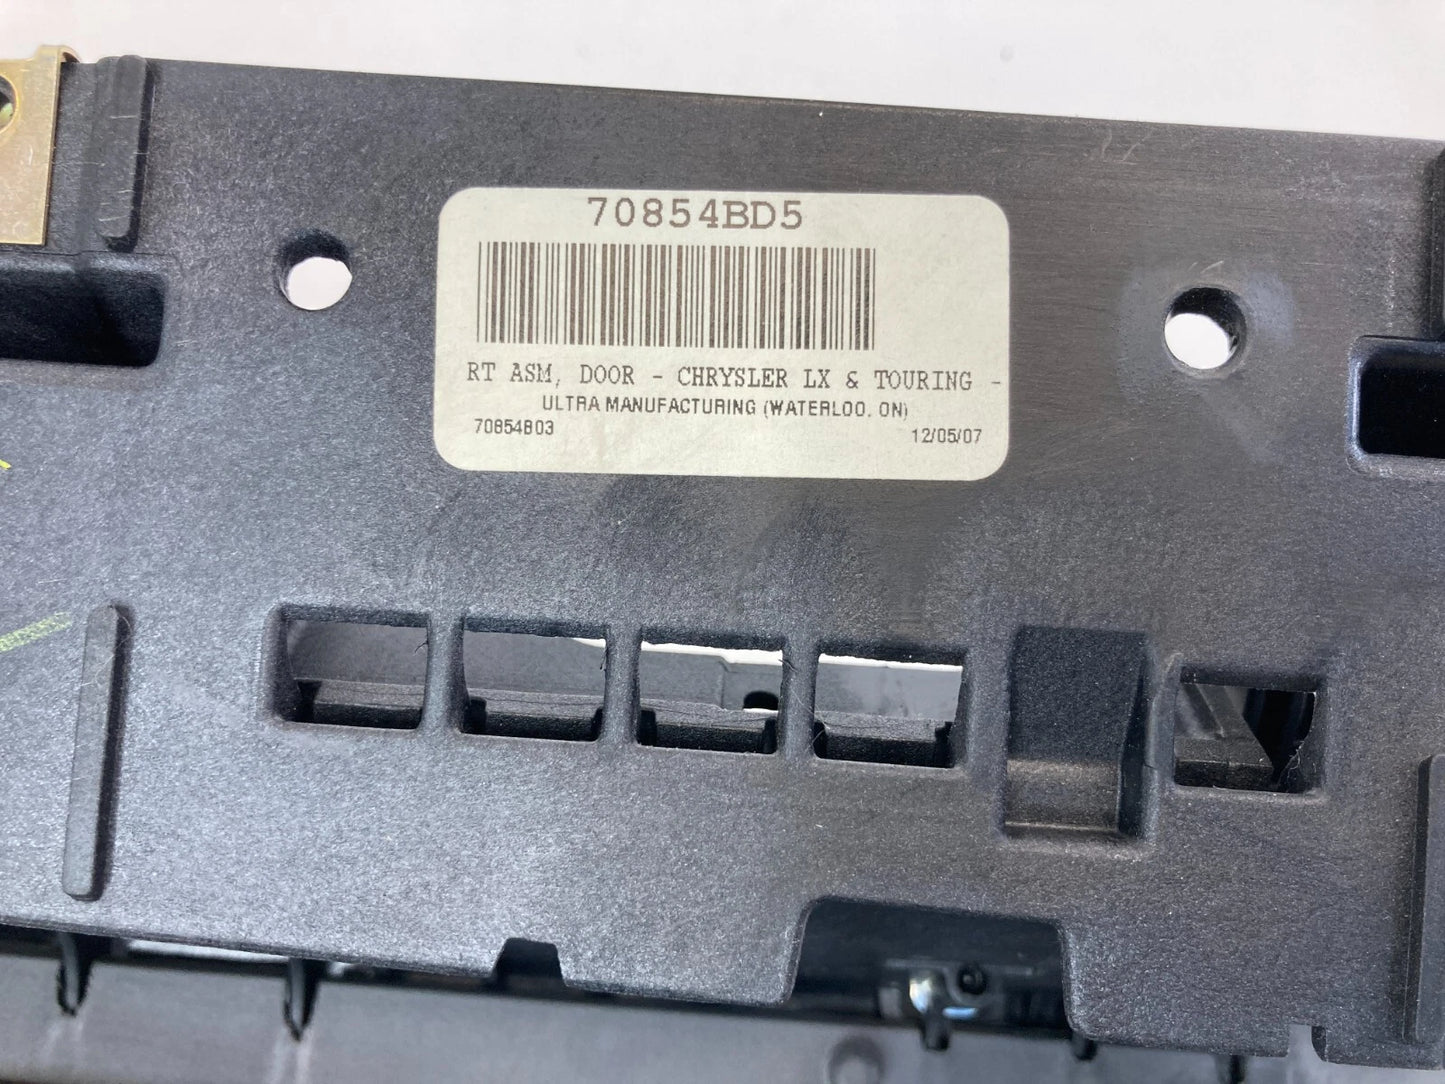 70854BD5
RT ASM, DOOR - CHRYSLER LX & TOURING -
ULTRA MANUFACTURING (WATERLOO, ON)
70854B03
12/05/07